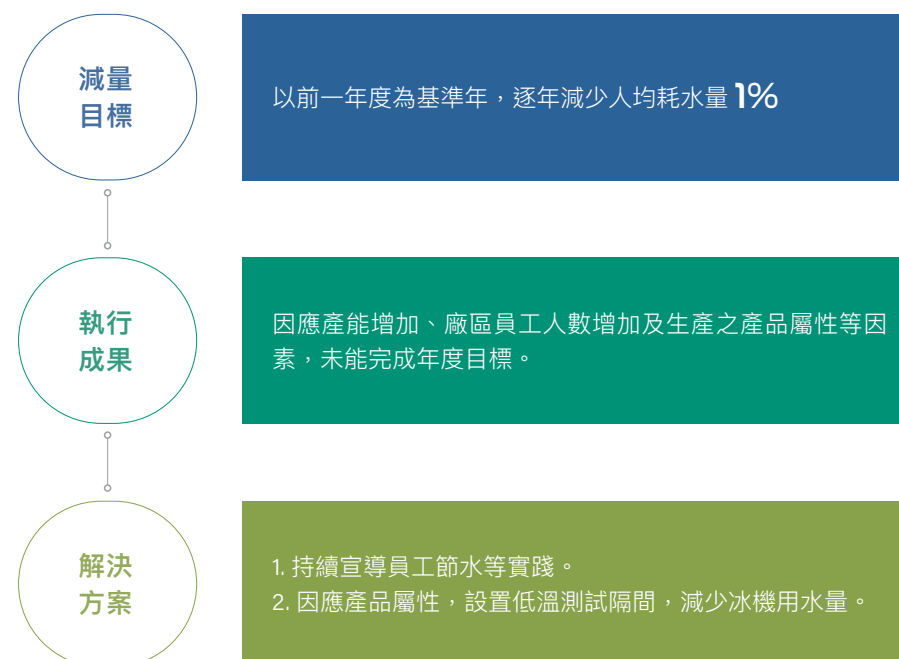 減量
目標
以前一年度為基準年，逐年減少人均耗水量 1%
執行
成果
因應產能增加、廠區員工人數增加及生產之產品屬性等因
素，未能完成年度目標。
解決
方案
1. 持續宣導員工節水等實踐。
2. 因應產品屬性，設置低溫測試隔間，減少冰機用水量。